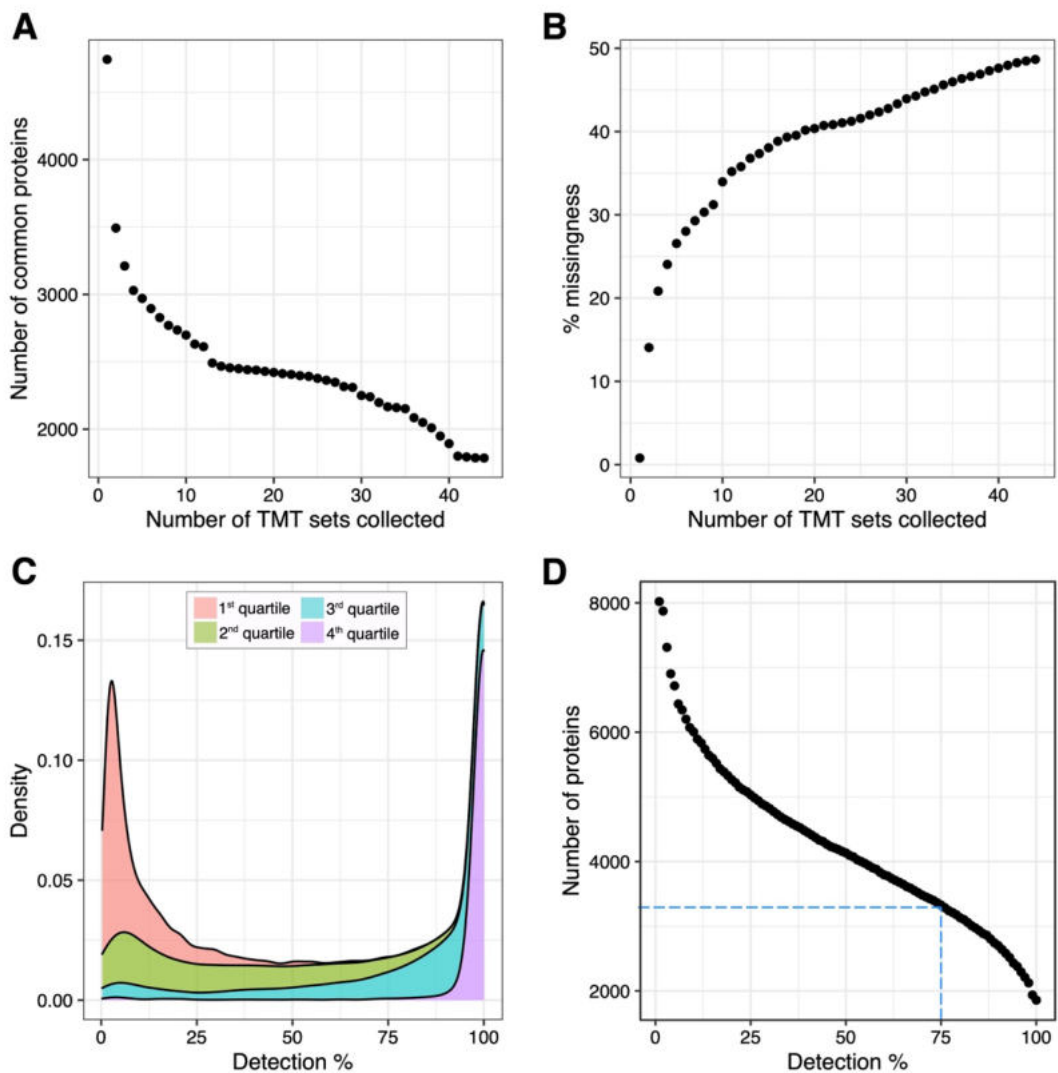 A
B
4000
3000
2000
Number of common proteins
0 10 20 30 40
Number of TMT sets collected
50
40
30
20
10
0
% missingness
0 10 20 30 40
Number of TMT sets collected
C
D
1st quartile 3rd quartile
2nd quartile 4th quartile
0.15
0.10
0.05
0.00
Density
0 25 50 75 100
Detection %
8000
6000
4000
2000
Number of proteins
0 25 50 75 100
Detection %